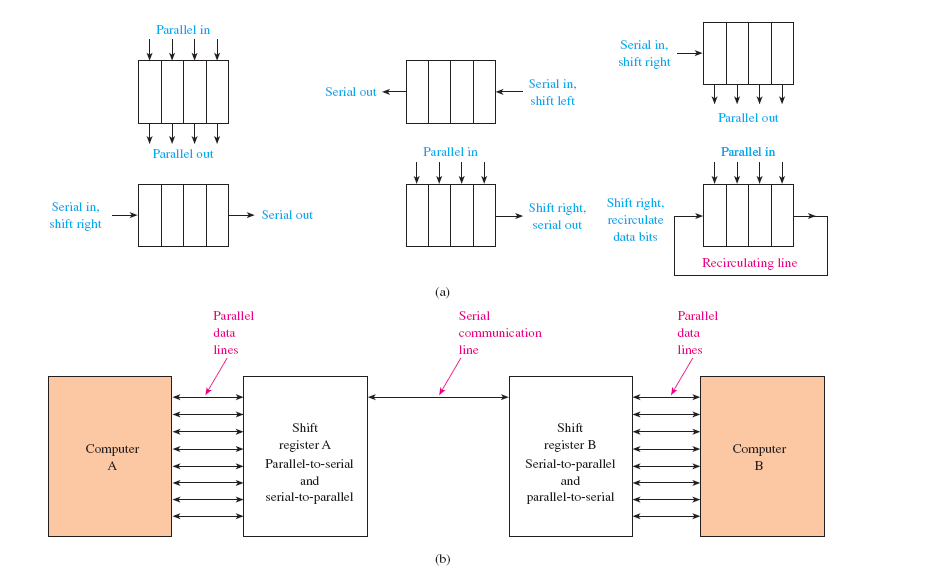 Parallel in
Parallel out
Serial out
Serial in,
shift left
Serial in,
shift right
Parallel out
Serial in,
shift right
Serial out
Parallel in
Shift right,
serial out
Parallel in
Shift right,
recirculate
data bits
Recirculating line
(a)
Parallel
data
lines
Serial
communication
line
Parallel
data
lines
Computer
A
Shift
register A
Parallel-to-serial
and
serial-to-parallel
Shift
register B
Serial-to-parallel
and
parallel-to-serial
Computer
B
(b)